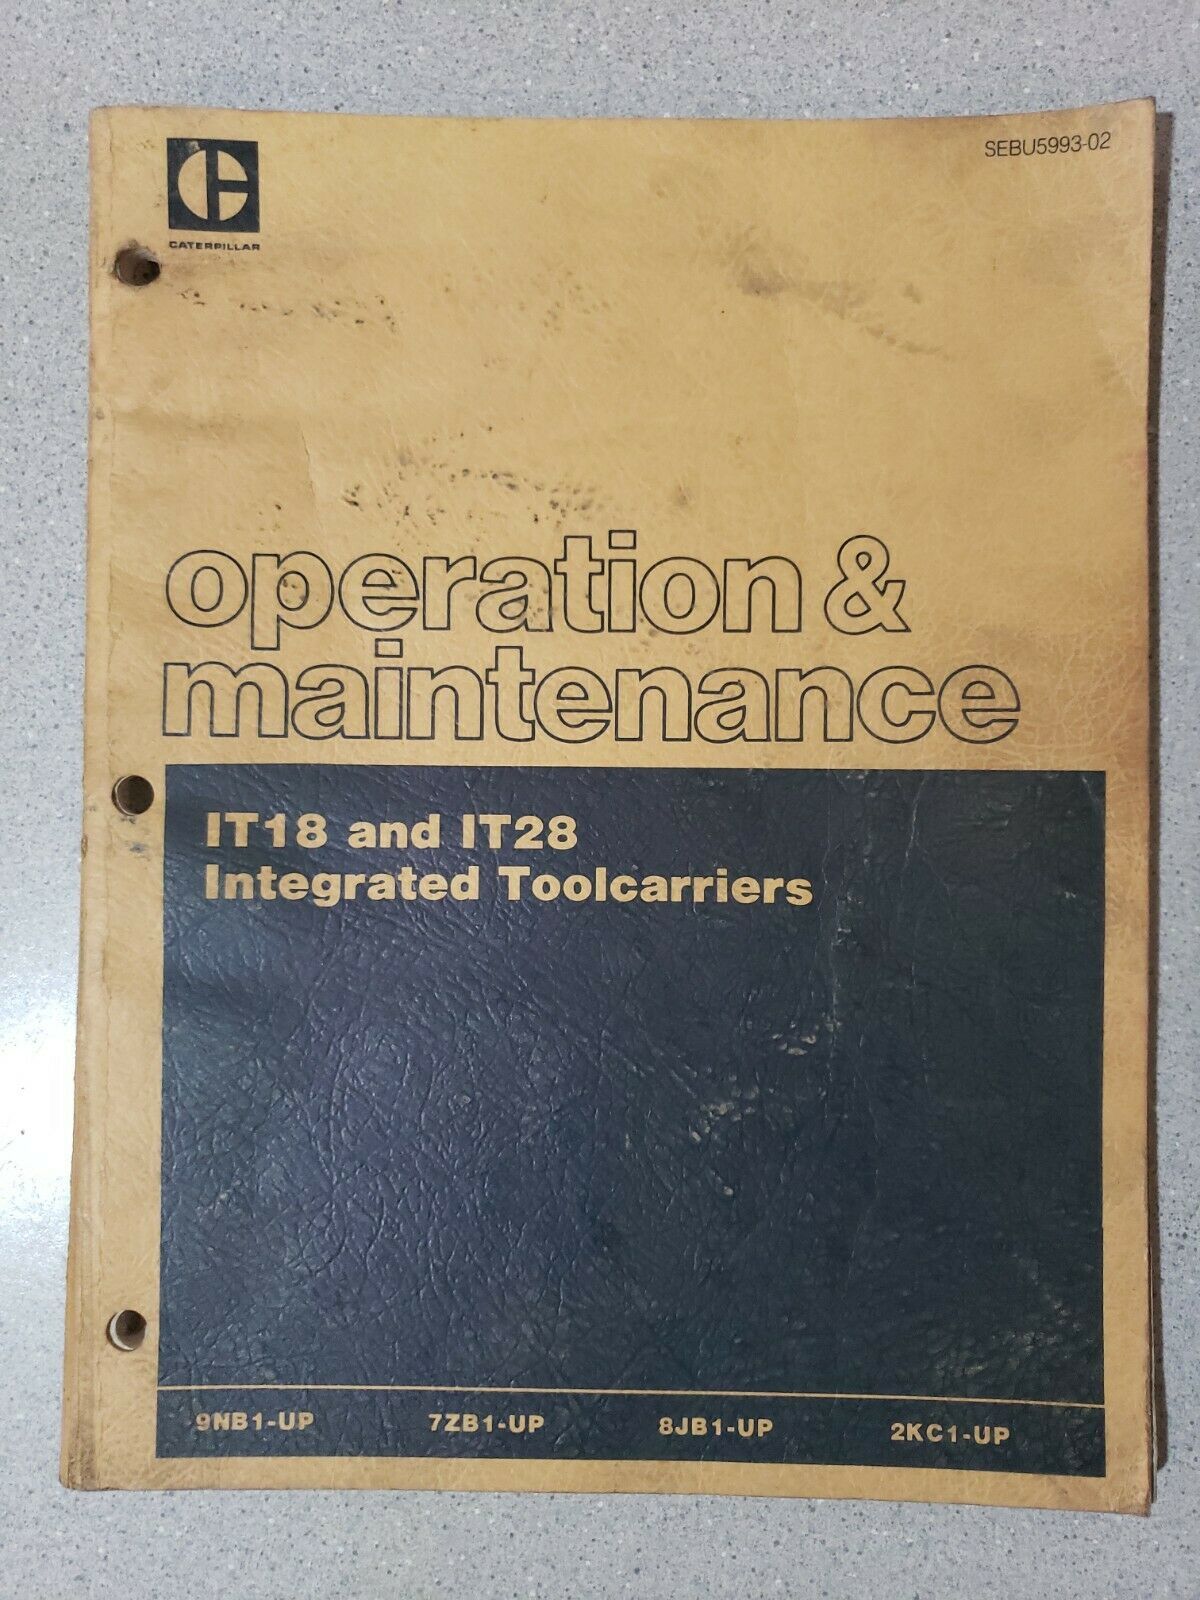 SEBU5993-02
CATERPILLAR
operation &
maintenance
IT18 and IT28
Integrated Toolcarriers
9NB1-UP 7ZB1-UP 8JB1-UP 2KC1-UP